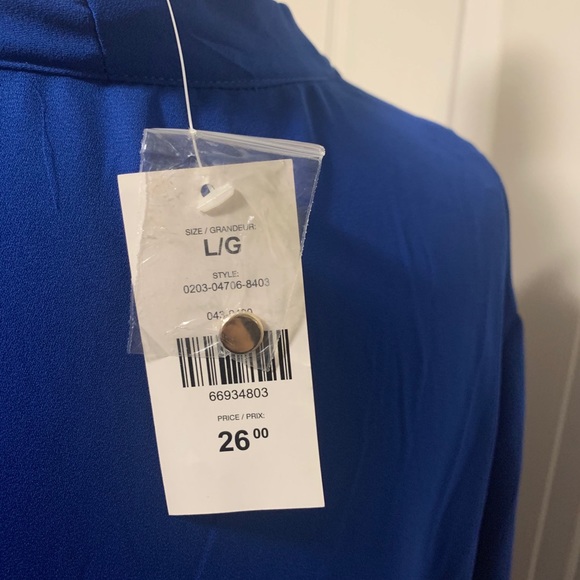 SIZE / GRANDEUR:
L/G
STYLE:
0203-04706-8403
66934803
PRICE / PRIX:
26 00